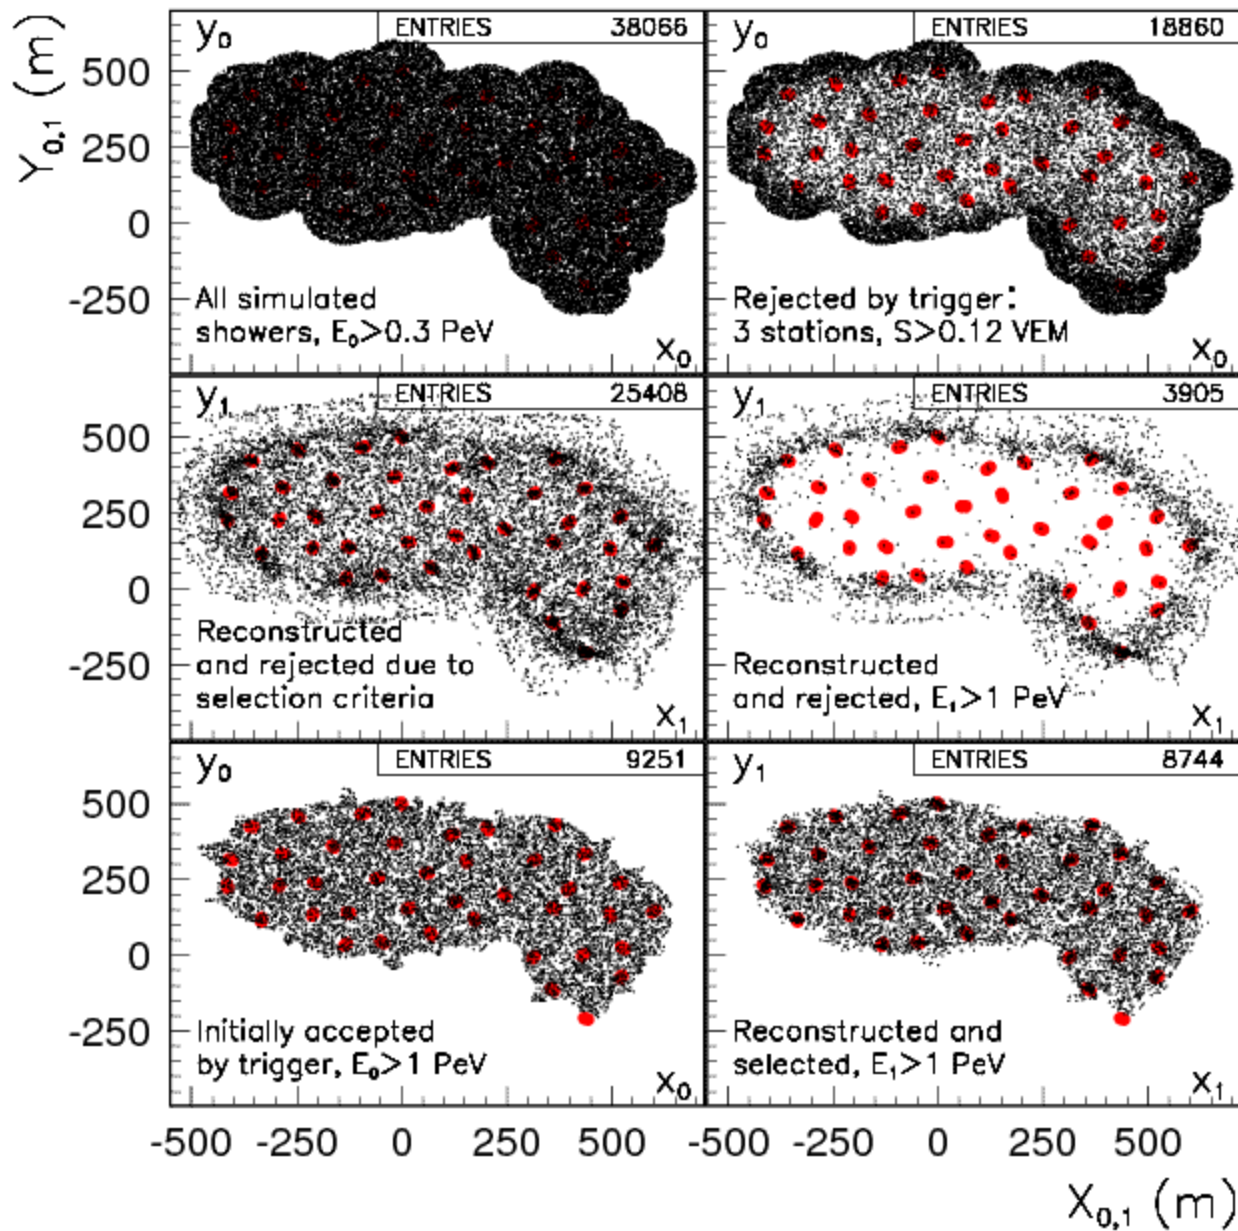 Y₀,₁ (m)
y₀ ENTRIES 38066
500
250
0
-250
All simulated
showers, E₀>0.3 PeV
x₀
y₀ ENTRIES 18860
Rejected by trigger:
3 stations, S>0.12 VEM
x₀
y₁ ENTRIES 25408
500
250
0
-250
Reconstructed
and rejected due to
selection criteria
x₁
y₁ ENTRIES 3905
Reconstructed
and rejected, E₁>1 PeV
x₁
y₀ ENTRIES 9251
500
250
0
-250
Initially accepted
by trigger, E₀>1 PeV
x₀
y₁ ENTRIES 8744
Reconstructed and
selected, E₁>1 PeV
x₁
-500 -250 0 250 500 -500 -250 0 250 500
X₀,₁ (m)